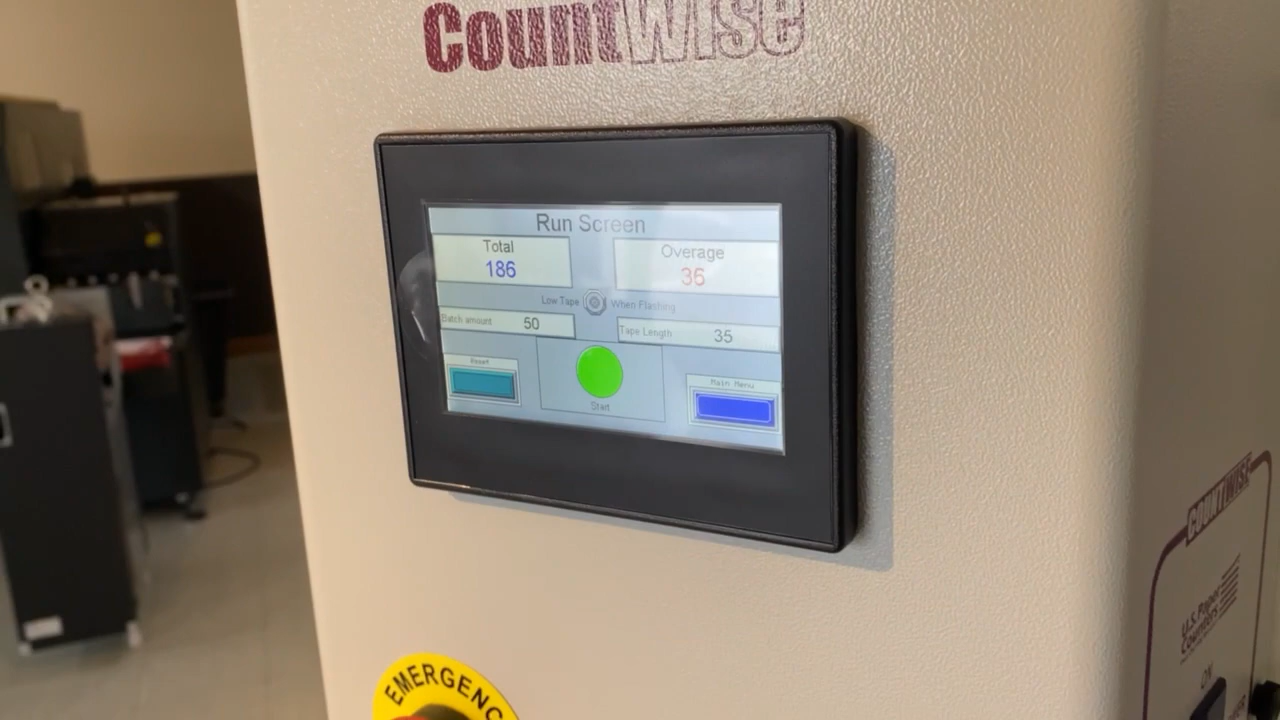 CountWise
Run Screen
Total
186
Overage
36
Low Tape
When Flashing
Batch amount 50
Tape Length 35
Reset
Start
Main Menu
EMERGENC
COUNTWISE
U.S. Paper
Counters
ON